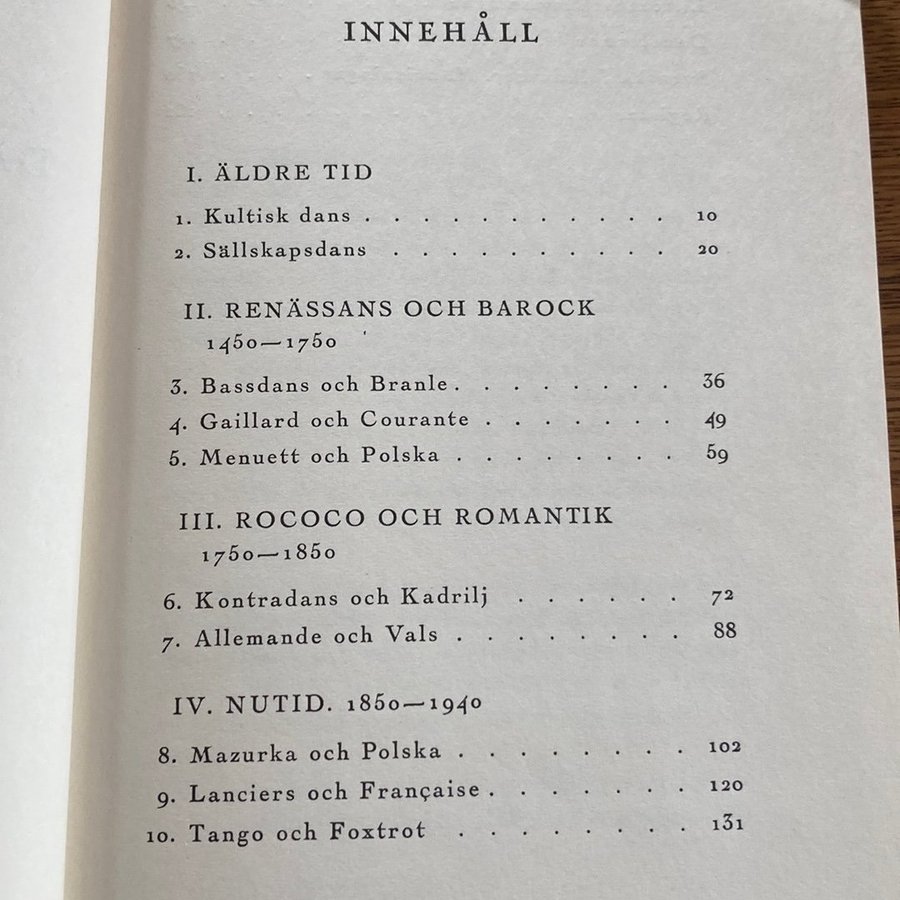 INNEHÅLL
I. ÄLDRE TID
1. Kultisk dans . . . . . . . . . . . 10
2. Sällskapsdans . . . . . . . . . . 20
II. RENÄSSANS OCH BAROCK
1450—1750
3. Bassdans och Branle . . . . . . . . 36
4. Gaillard och Courante . . . . . . . 49
5. Menuett och Polska . . . . . . . . 59
III. ROCOCO OCH ROMANTIK
1750—1850
6. Kontradans och Kadrilj . . . . . . 72
7. Allemande och Vals . . . . . . . . 88
IV. NUTID. 1850—1940
8. Mazurka och Polska . . . . . . . . 102
9. Lanciers och Française . . . . . . . 120
10. Tango och Foxtrot . . . . . . . . 131